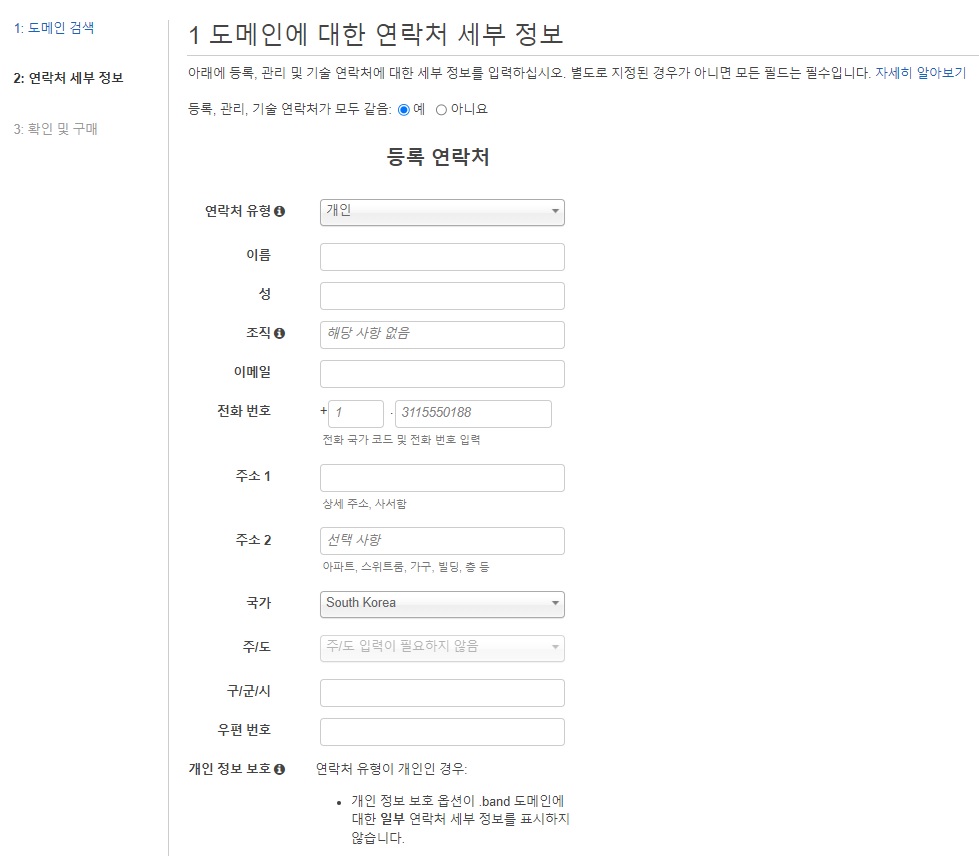 1: 도메인 검색
2: 연락처 세부 정보
3: 확인 및 구매
1 도메인에 대한 연락처 세부 정보
아래에 등록, 관리 및 기술 연락처에 대한 세부 정보를 입력하십시오. 별도로 지정된 경우가 아니면 모든 필드는 필수입니다. 자세히 알아보기
등록, 관리, 기술 연락처가 모두 같음: 예 아니요
등록 연락처
연락처 유형 개인
이름
성
조직 해당 사항 없음
이메일
전화 번호 + 1 . 3115550188
전화 국가 코드 및 전화 번호 입력
주소 1
상세 주소, 사서함
주소 2 선택 사항
아파트, 스위트룸, 가구, 빌딩, 층 등
국가 South Korea
주/도 주/도 입력이 필요하지 않음
구/군/시
우편 번호
개인 정보 보호 연락처 유형이 개인인 경우:
• 개인 정보 보호 옵션이 .band 도메인에
대한 일부 연락처 세부 정보를 표시하지
않습니다.